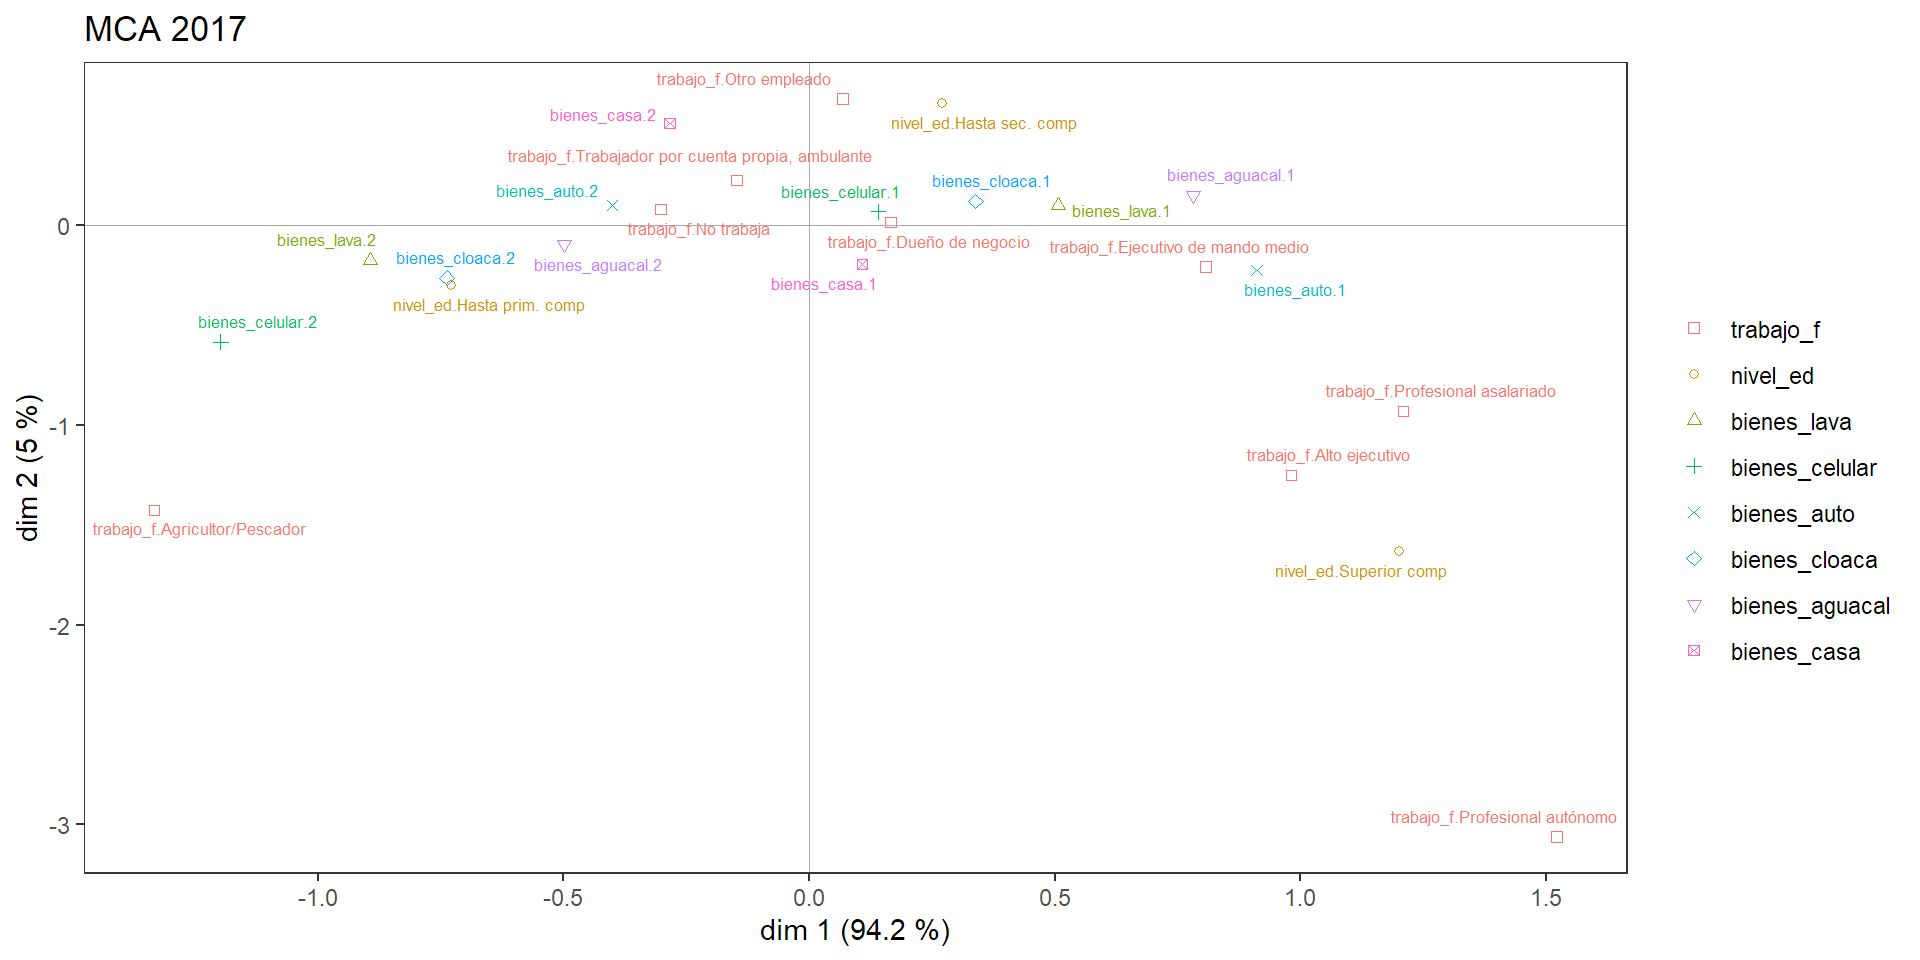 MCA 2017
trabajo_f.Otro empleado
bienes_casa.2
nivel_ed.Hasta sec. comp
trabajo_f.Trabajador por cuenta propia, ambulante
bienes_aguacal.1
bienes_cloaca.1
bienes_auto.2
bienes_celular.1
bienes_lava.1
0
trabajo_f.No trabaja
bienes_lava.2
trabajo_f.Dueño de negocio
trabajo_f.Ejecutivo de mando medio
bienes_cloaca.2
bienes_aguacal.2
bienes_casa.1
bienes_auto.1
nivel_ed.Hasta prim. comp
bienes_celular.2
trabajo_f.Profesional asalariado
-1
trabajo_f.Alto ejecutivo
trabajo_f.Agricultor/Pescador
nivel_ed.Superior comp
-2
trabajo_f.Profesional autónomo
-3
-1.0
-0.5
0.0
0.5
1.0
1.5
dim 1 (94.2 %)
dim 2 (5 %)
trabajo_f
nivel_ed
bienes_lava
bienes_celular
bienes_auto
bienes_cloaca
bienes_aguacal
bienes_casa